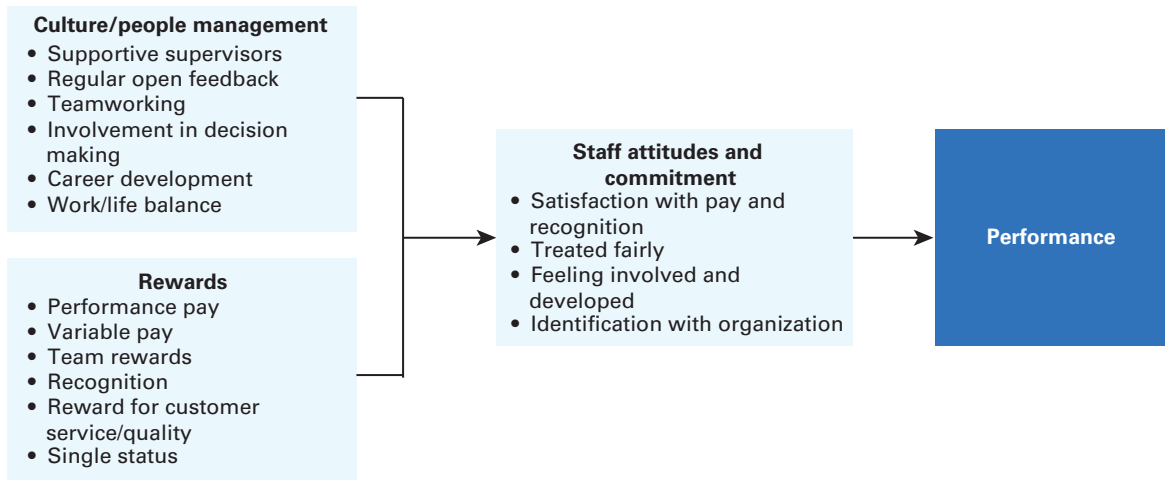 Culture/people management
• Supportive supervisors
• Regular open feedback
• Teamworking
• Involvement in decision
making
• Career development
• Work/life balance
Rewards
• Performance pay
• Variable pay
• Team rewards
• Recognition
• Reward for customer
service/quality
• Single status
Staff attitudes and
commitment
• Satisfaction with pay and
recognition
• Treated fairly
• Feeling involved and
developed
• Identification with organization
Performance